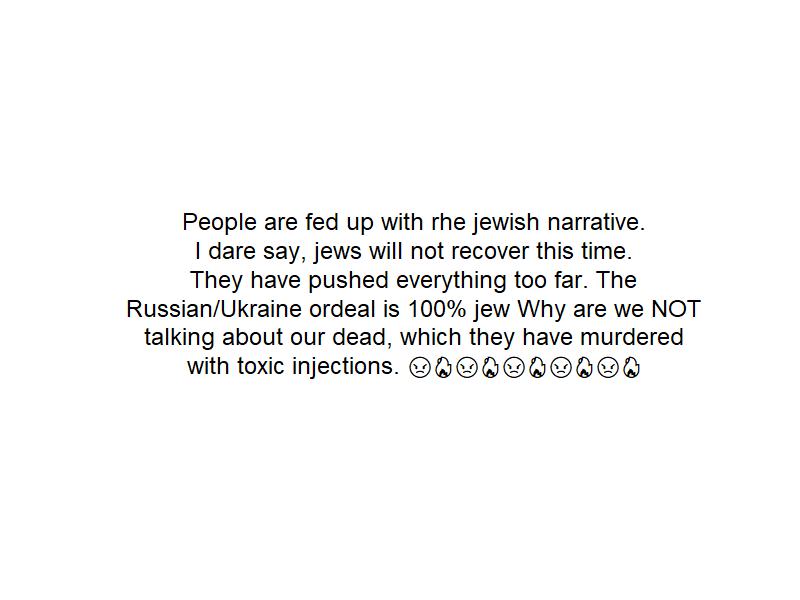 People are fed up with rhe jewish narrative.
I dare say, jews will not recover this time.
They have pushed everything too far. The
Russian/Ukraine ordeal is 100% jew Why are we NOT
talking about our dead, which they have murdered
with toxic injections. 😠🔥😠🔥😠🔥😠🔥😠🔥